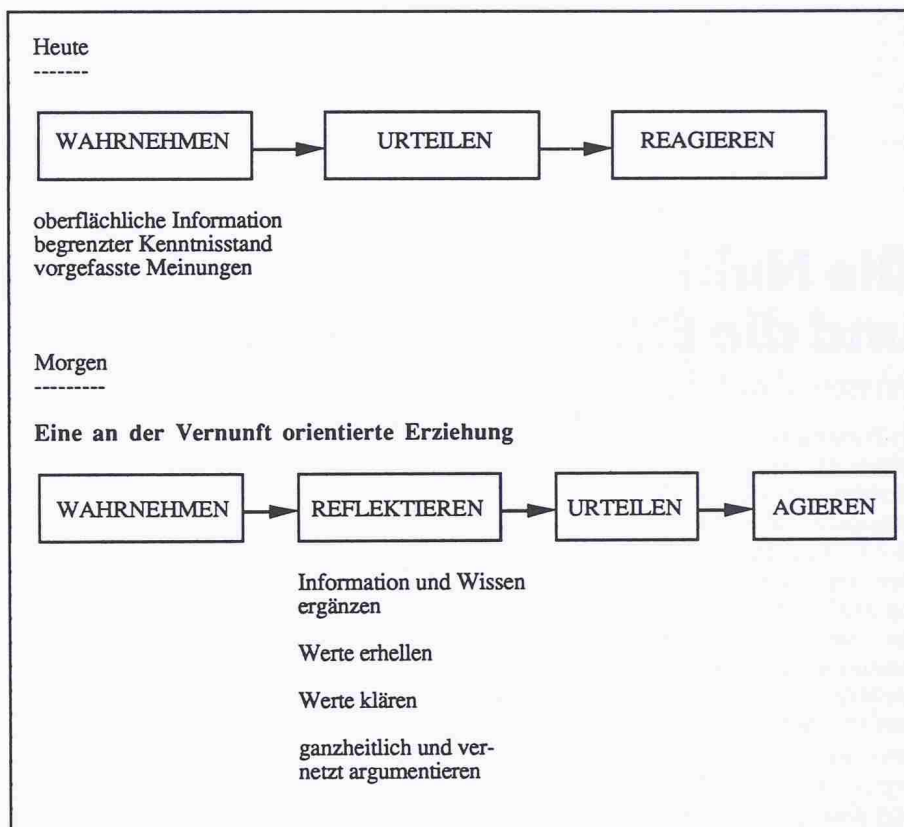 Heute
-------
WAHRNEHMEN URTEILEN REAGIEREN
oberflächliche Information
begrenzter Kenntnisstand
vorgefasste Meinungen
Morgen
---------
Eine an der Vernunft orientierte Erziehung
WAHRNEHMEN REFLEKTIEREN URTEILEN AGIEREN
Information und Wissen
ergänzen
Werte erhellen
Werte klären
ganzheitlich und ver-
netzt argumentieren